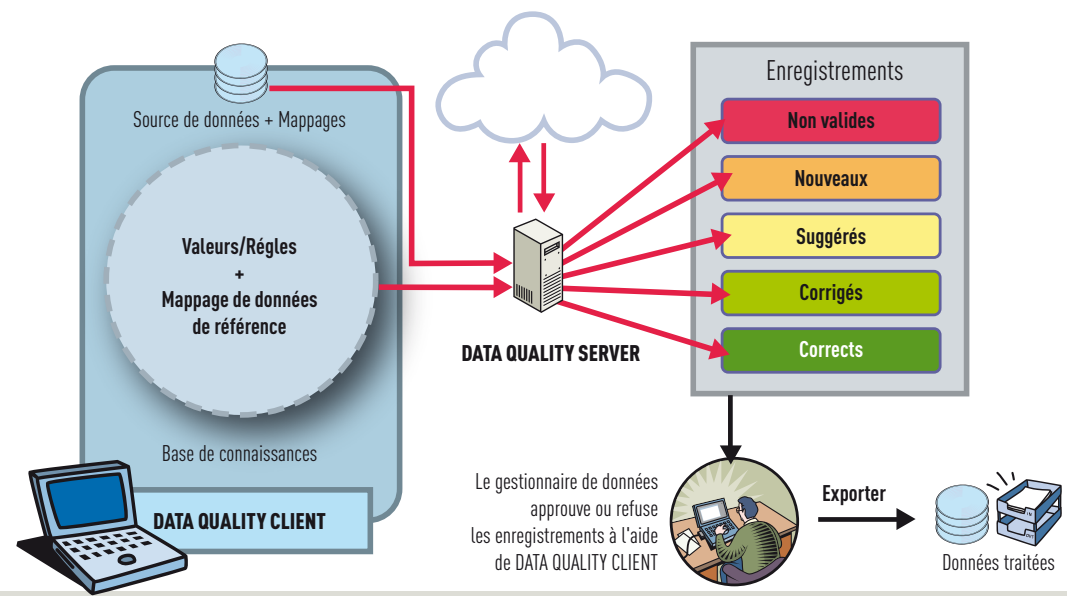 Source de données + Mappages
Valeurs/Régles
+
Mappage de données
de référence
Base de connaissances
DATA QUALITY CLIENT
DATA QUALITY SERVER
Enregistrements
Non valides
Nouveaux
Suggérés
Corrigés
Corrects
Le gestionnaire de données
approuve ou refuse
les enregistrements à l'aide
de DATA QUALITY CLIENT
Exporter
IN
OUT
Données traitées